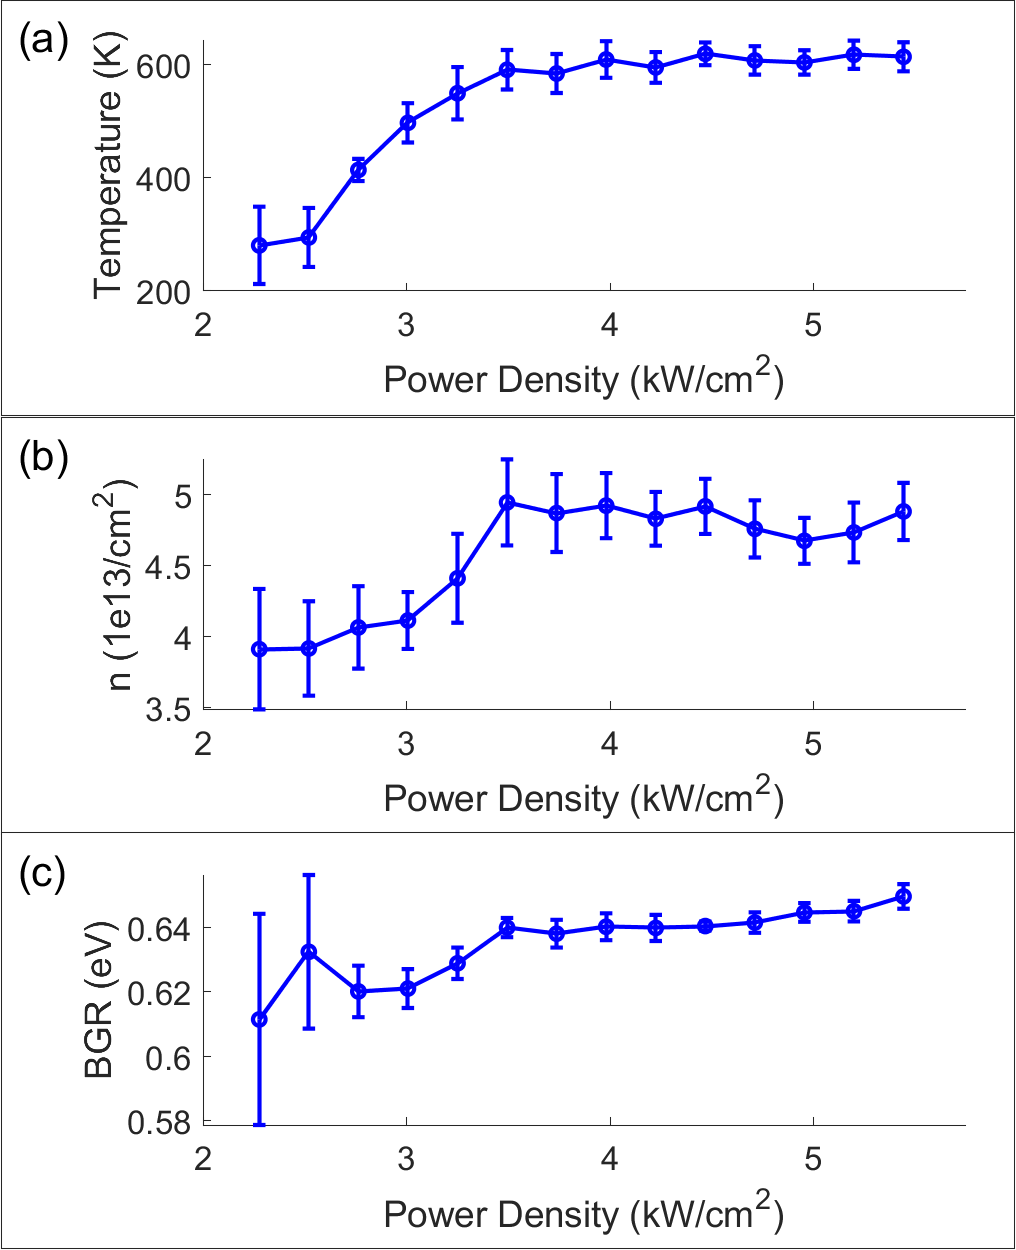 (a)
Temperature (K)
600
400
200
2 3 4 5
Power Density (kW/cm²)
(b)
n (1e13/cm²)
5
4.5
4
3.5
2 3 4 5
Power Density (kW/cm²)
(c)
BGR (eV)
0.64
0.62
0.6
0.58
2 3 4 5
Power Density (kW/cm²)